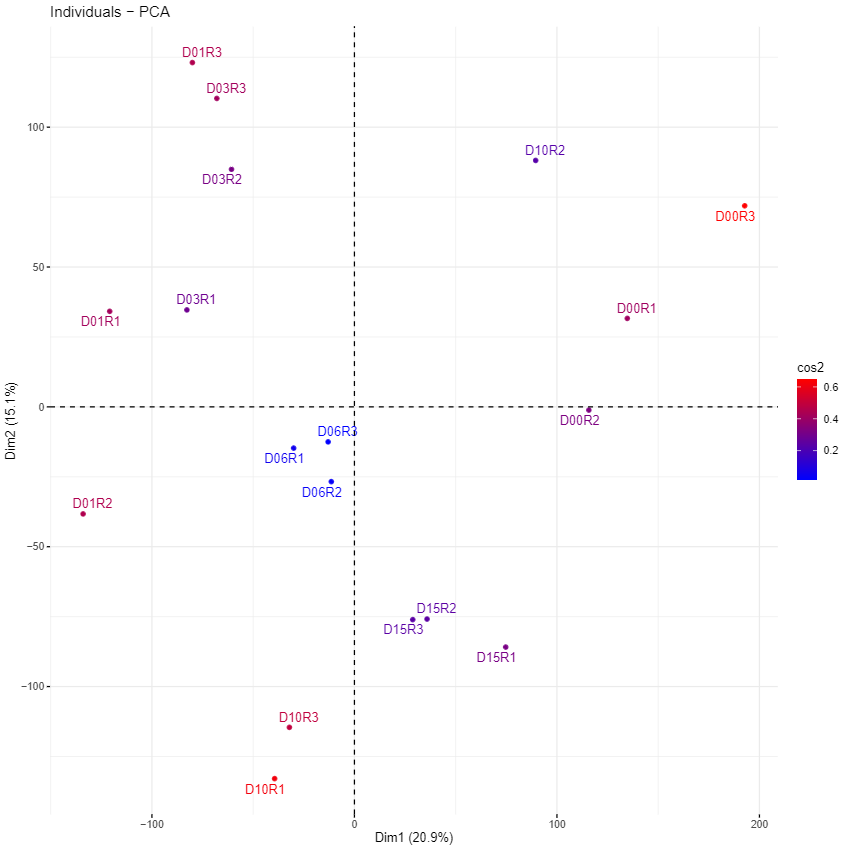 Individuals − PCA
D01R3
D03R3
D03R2
D10R2
D00R3
D03R1
D01R1
D00R1
D00R2
D06R3
D06R1
D06R2
D01R2
D15R2
D15R3
D15R1
D10R3
D10R1
100
50
0
−50
−100
Dim2 (15.1%)
−100
0
100
200
Dim1 (20.9%)
cos2
0.6
0.4
0.2